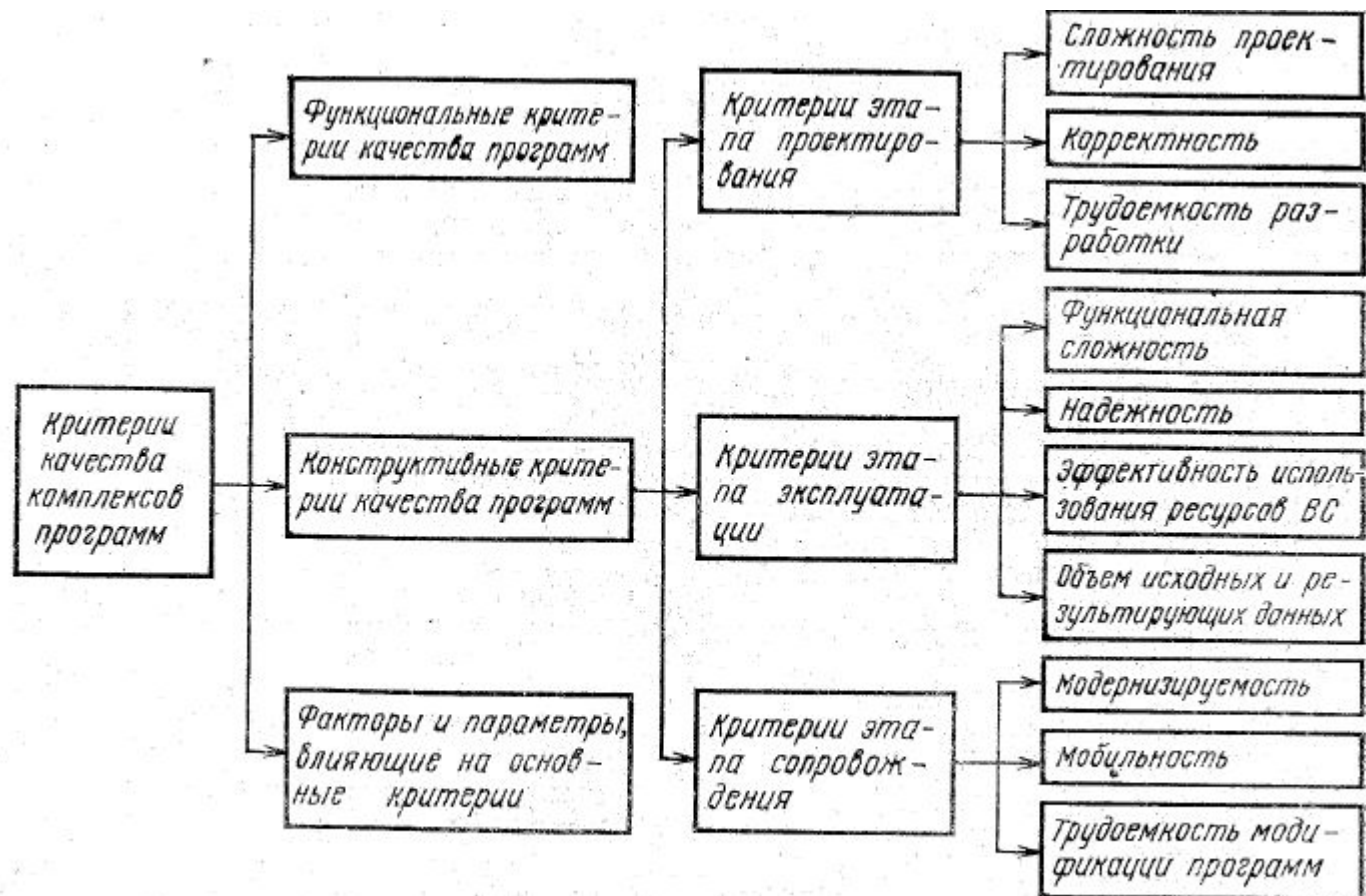 Критерии
качества
комплексов
программ
Функциональные крите-
рии качества программ
Конструктивные крите-
рии качества программ
Факторы и параметры,
влияющие на основ-
ные критерии
Критерии эта-
па проектиро-
вания
Критерии эта-
па эксплуата-
ции
Критерии эта-
па сопровож-
дения
Сложность проек-
тирования
Корректность
Трудоемкость раз-
работки
Функциональная
сложность
Надежность
Эффективность исполь-
зования ресурсов ВС
Объем исходных и ре-
зультирующих данных
Модернизируемость
Мобильность
Трудоемкость моди-
фикации программ